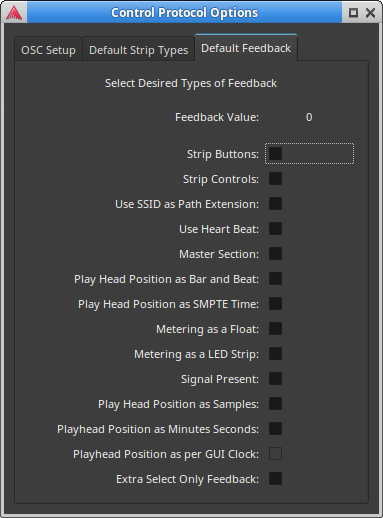 Control Protocol Options
OSC Setup Default Strip Types Default Feedback
Select Desired Types of Feedback
Feedback Value: 0
Strip Buttons:
Strip Controls:
Use SSID as Path Extension:
Use Heart Beat:
Master Section:
Play Head Position as Bar and Beat:
Play Head Position as SMPTE Time:
Metering as a Float:
Metering as a LED Strip:
Signal Present:
Play Head Position as Samples:
Playhead Position as Minutes Seconds:
Playhead Position as per GUI Clock:
Extra Select Only Feedback: